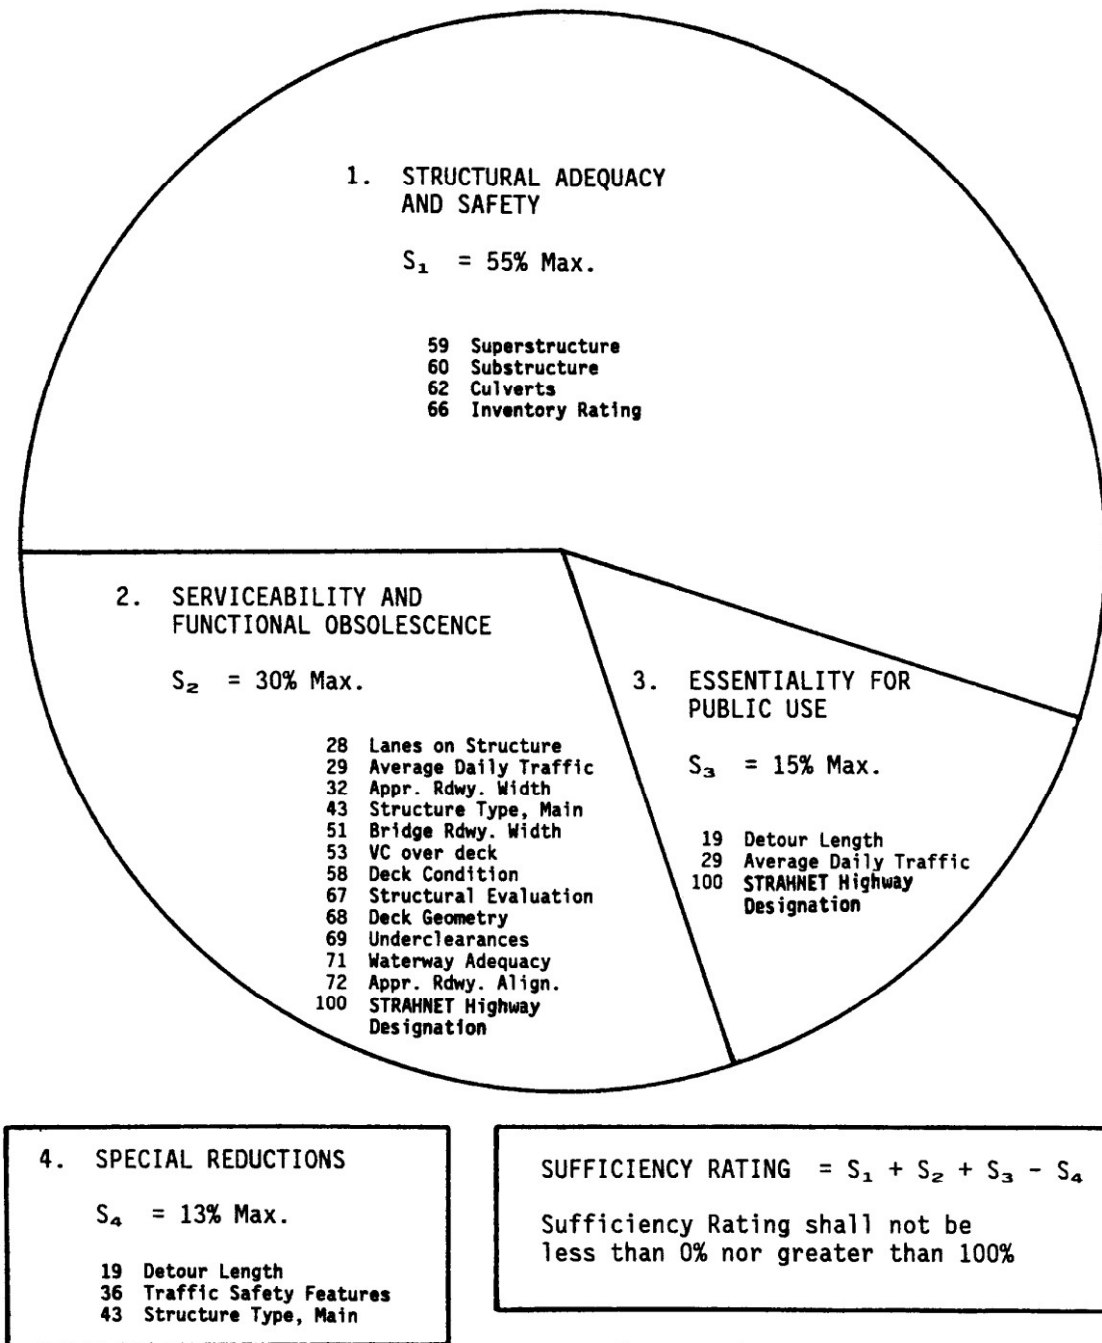 1. STRUCTURAL ADEQUACY
AND SAFETY
S₁ = 55% Max.
59 Superstructure
60 Substructure
62 Culverts
66 Inventory Rating
2. SERVICEABILITY AND
FUNCTIONAL OBSOLESCENCE
S₂ = 30% Max.
28 Lanes on Structure
29 Average Daily Traffic
32 Appr. Rdwy. Width
43 Structure Type, Main
51 Bridge Rdwy. Width
53 VC over deck
58 Deck Condition
67 Structural Evaluation
68 Deck Geometry
69 Underclearances
71 Waterway Adequacy
72 Appr. Rdwy. Align.
100 STRAHNET Highway
Designation
3. ESSENTIALITY FOR
PUBLIC USE
S₃ = 15% Max.
19 Detour Length
29 Average Daily Traffic
100 STRAHNET Highway
Designation
4. SPECIAL REDUCTIONS
S₄ = 13% Max.
19 Detour Length
36 Traffic Safety Features
43 Structure Type, Main
SUFFICIENCY RATING = S₁ + S₂ + S₃ - S₄
Sufficiency Rating shall not be
less than 0% nor greater than 100%